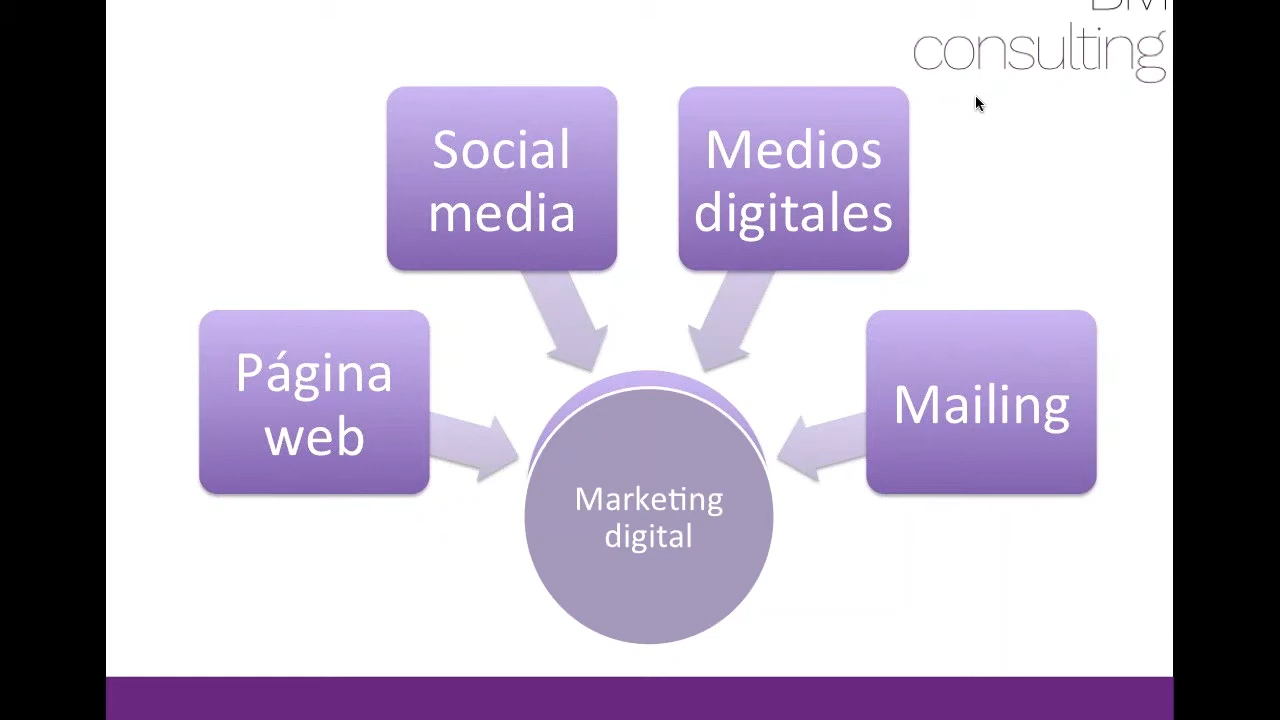 consulting
Social
media
Medios
digitales
Página
web
Mailing
Marketing
digital